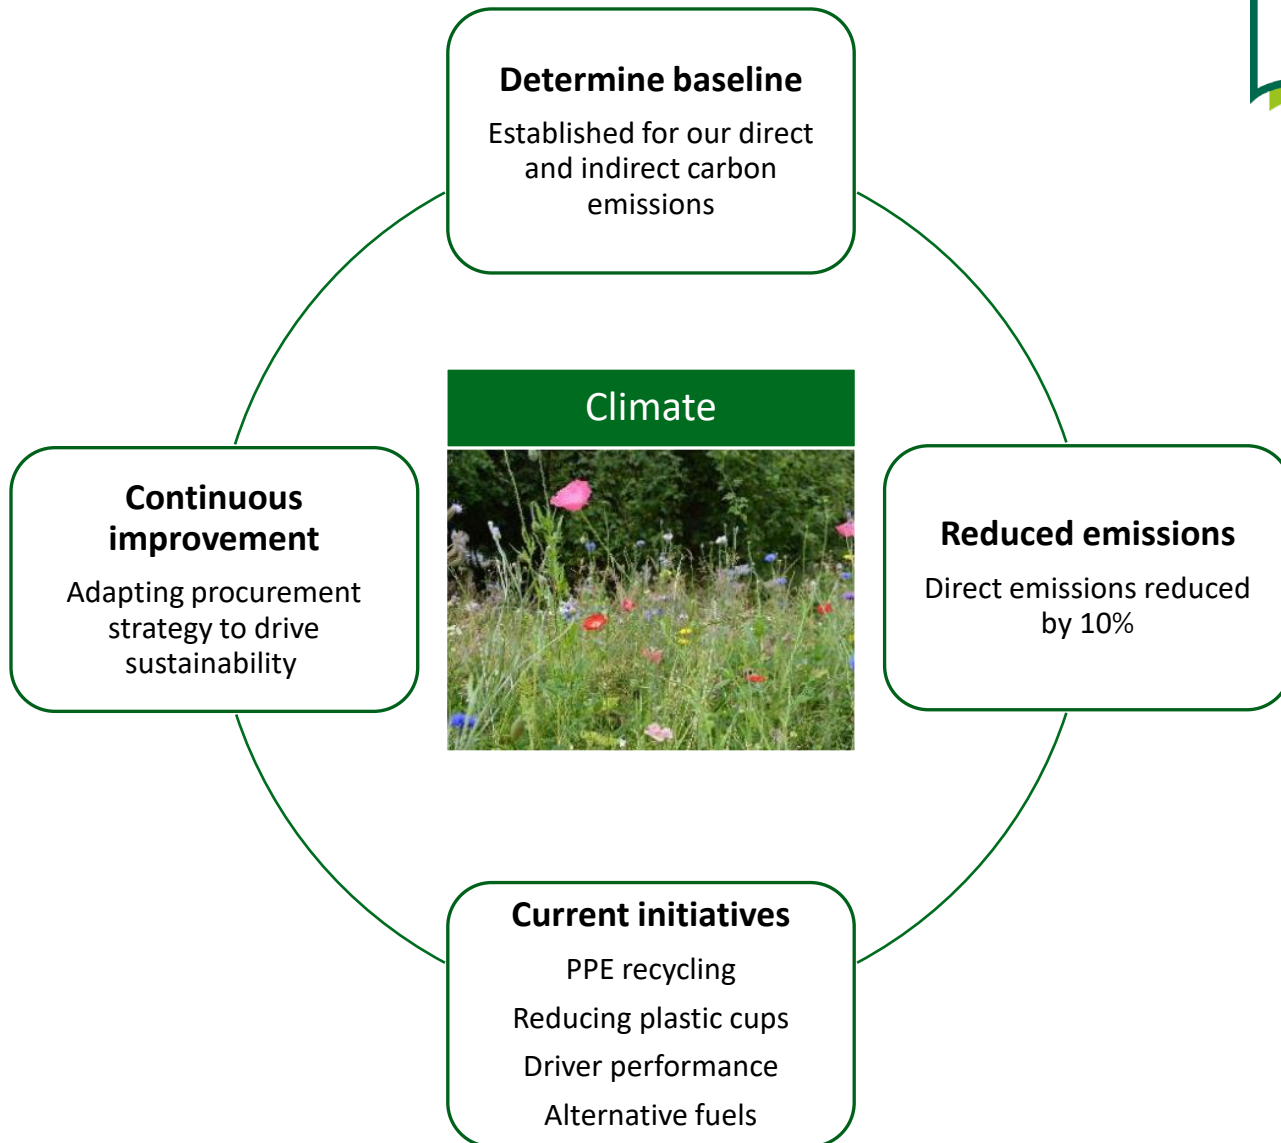 Determine baseline
Established for our direct
and indirect carbon
emissions
Climate
Continuous
improvement
Adapting procurement
strategy to drive
sustainability
Reduced emissions
Direct emissions reduced
by 10%
Current initiatives
PPE recycling
Reducing plastic cups
Driver performance
Alternative fuels